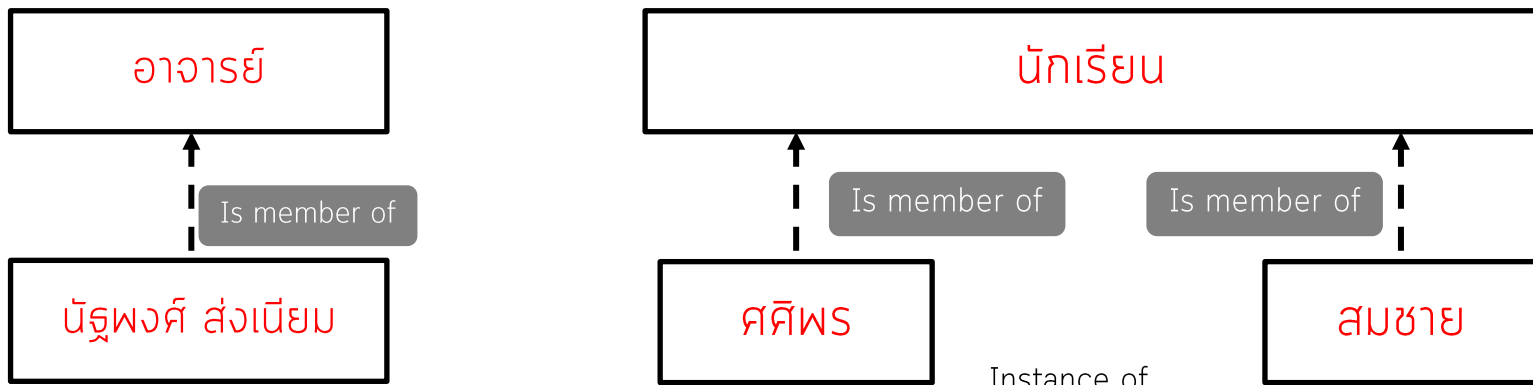 อาจารย์
นักเรียน
Is member of
Is member of
Is member of
นัฐพงศ์ ส่งเนียม
ศศิพร
สมชาย
Instance of